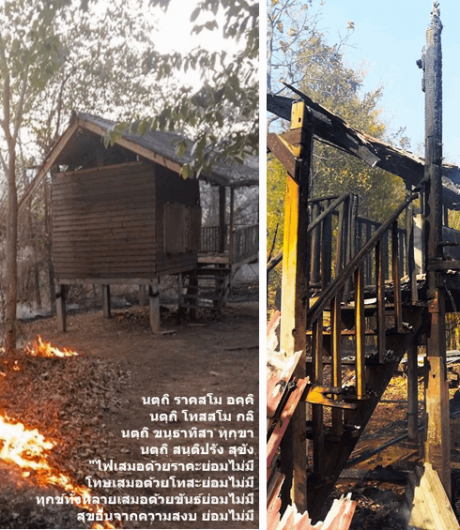 นตฺถิ ราคสโม อคฺคิ
นตฺถิ โทสสโม กลิ
นตฺถิ ขนฺธาทิสา ทุกฺขา
นตฺถิ สนฺติปรัง สุขัง
"ไฟเสมอด้วยราคะย่อมไม่มี
โทษเสมอด้วยโทสะย่อมไม่มี
ทุกข์ทั้งหลายเสมอด้วยขันธ์ย่อมไม่มี
สุขอื่นจากความสงบ ย่อมไม่มี